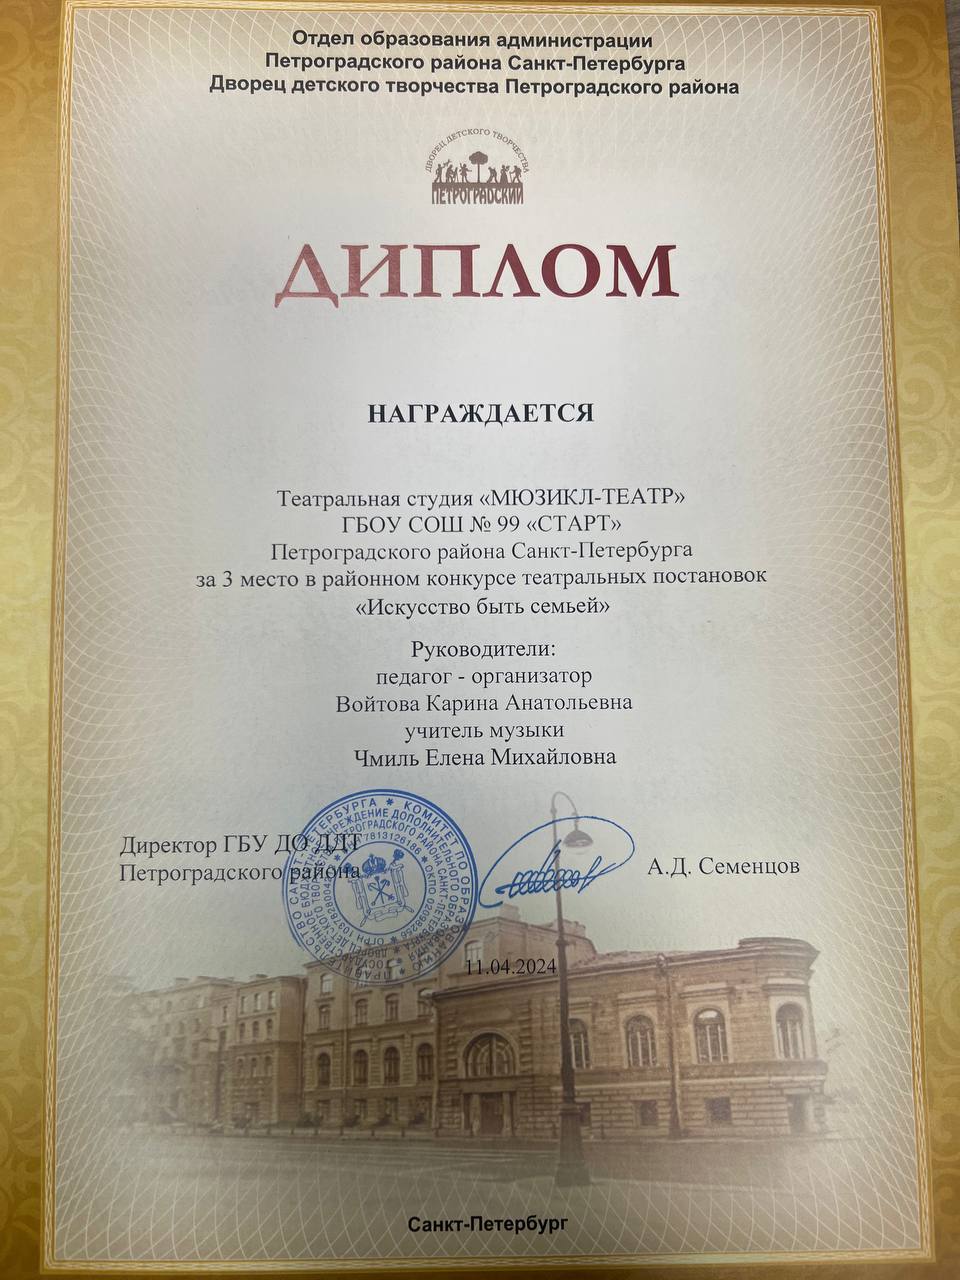 Отдел образования администрации
Петроградского района Санкт-Петербурга
Дворец детского творчества Петроградского района
ДВОРЕЦ ДЕТСКОГО ТВОРЧЕСТВА
ПЕТРОГРАДСКИЙ
ДИПЛОМ
НАГРАЖДАЕТСЯ
Театральная студия «МЮЗИКЛ-ТЕАТР»
ГБОУ СОШ № 99 «СТАРТ»
Петроградского района Санкт-Петербурга
за 3 место в районном конкурсе театральных постановок
«Искусство быть семьей»
Руководители:
педагог - организатор
Войтова Карина Анатольевна
учитель музыки
Чмиль Елена Михайловна
Директор ГБУ ДО ДДТ
Петроградского района
А.Д. Семенцов
КОМИТЕТ ПО ОБРАЗОВАНИЮ
11.04.2024
Санкт-Петербург